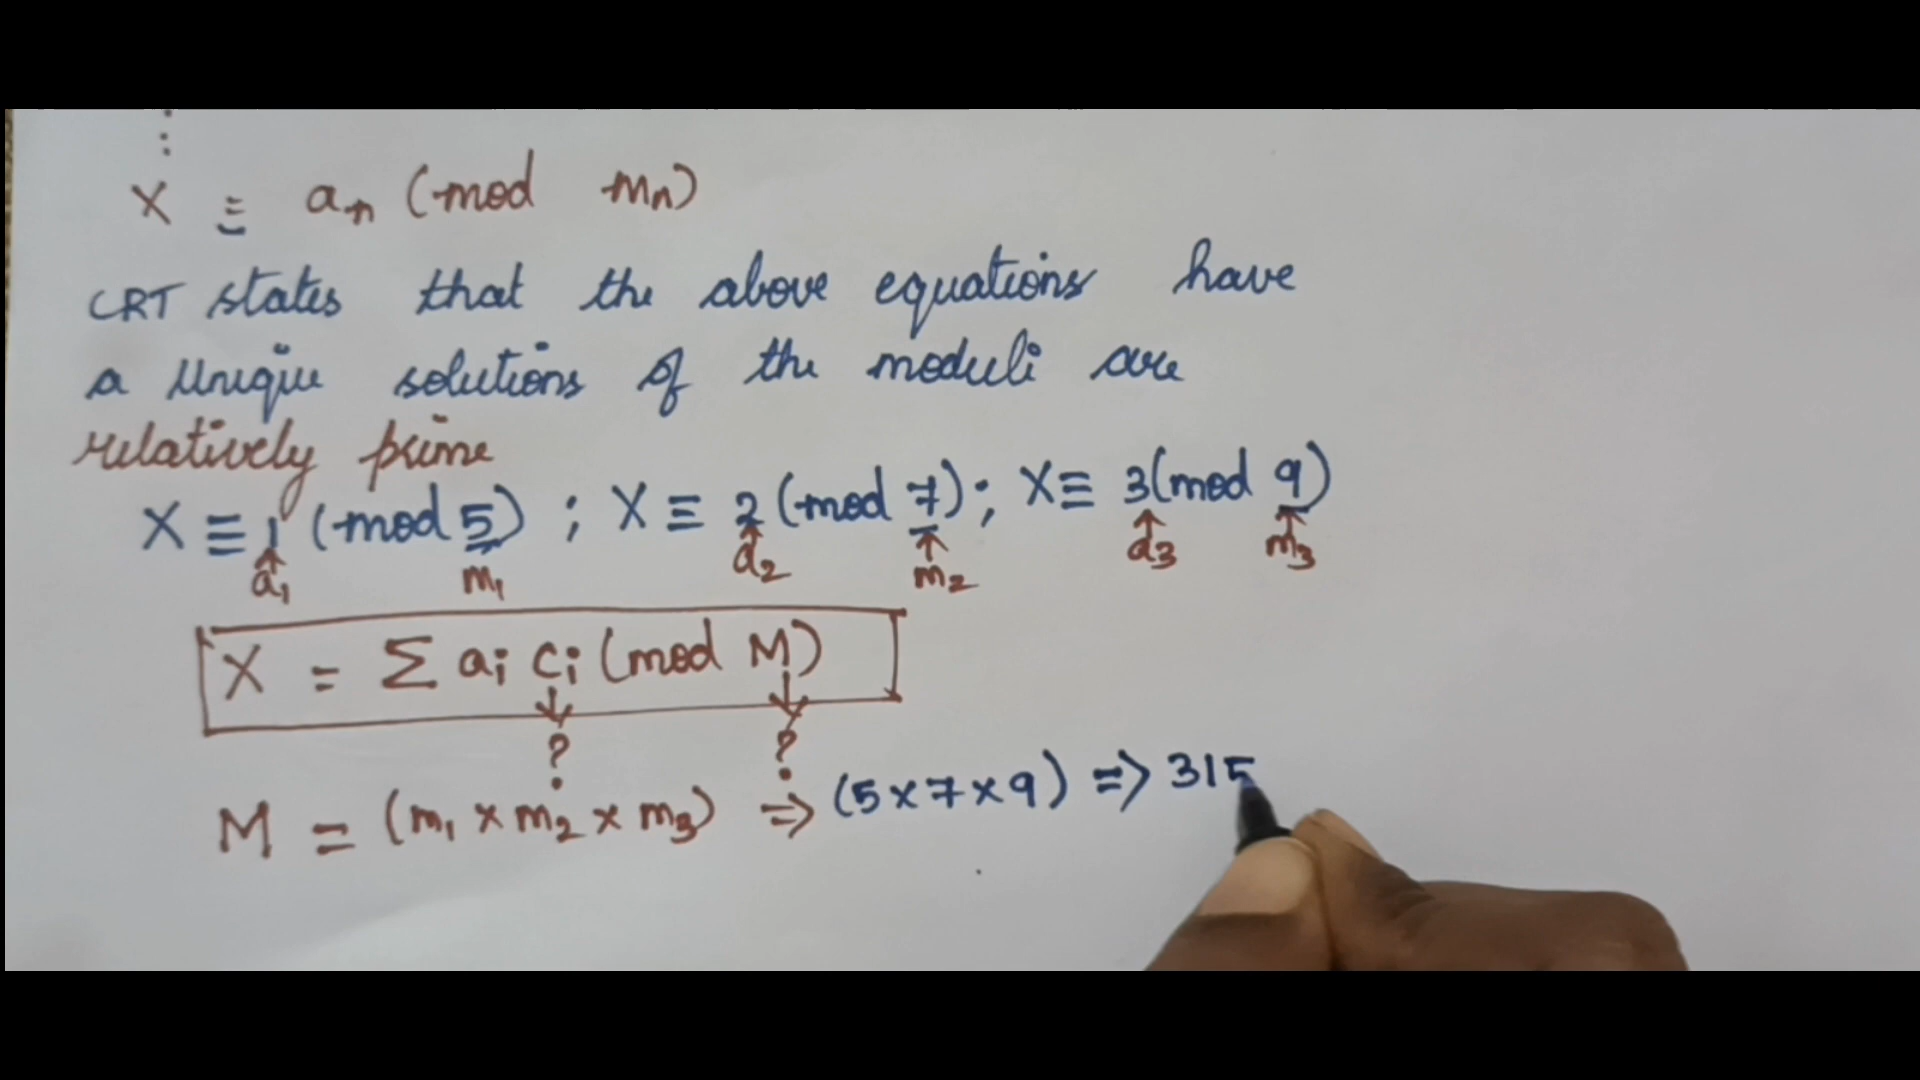 ⋮
X ≡ aₙ (mod mₙ)
CRT states that the above equations have
a unique solutions of the moduli are
relatively prime
X ≡ 1 (mod 5) ; X ≡ 2 (mod 7) ; X ≡ 3 (mod 9)
a₁ m₁ a₂ m₂ a₃ m₃
X = Σ aᵢ cᵢ (mod M)
? ?
M = (m₁ × m₂ × m₃) ⇒ (5 × 7 × 9) ⇒ 315